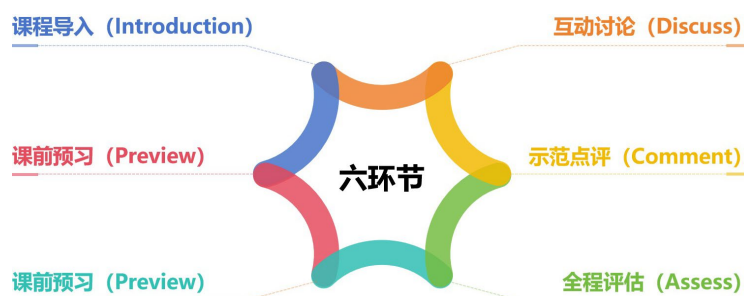 课程导入（Introduction）
互动讨论（Discuss）
课前预习（Preview）
六环节
示范点评（Comment）
课前预习（Preview）
全程评估（Assess）